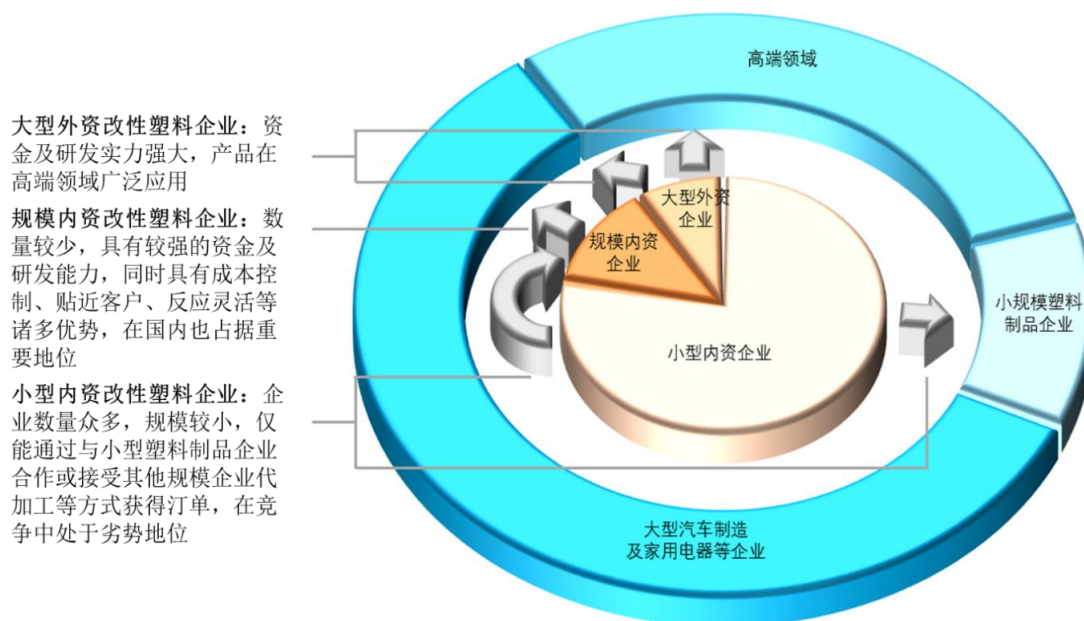 大型外资改性塑料企业：资
金及研发实力强大，产品在
高端领域广泛应用
规模内资改性塑料企业：数
量较少，具有较强的资金及
研发能力，同时具有成本控
制、贴近客户、反应灵活等
诸多优势，在国内也占据重
要地位
小型内资改性塑料企业：企
业数量众多，规模较小，仅
能通过与小型塑料制品企业
合作或接受其他规模企业代
加工等方式获得汀单，在竞
争中处于劣势地位
高端领域
大型外资
企业
规模内资
企业
小型内资企业
小规模塑料
制品企业
大型汽车制造
及家用电器等企业